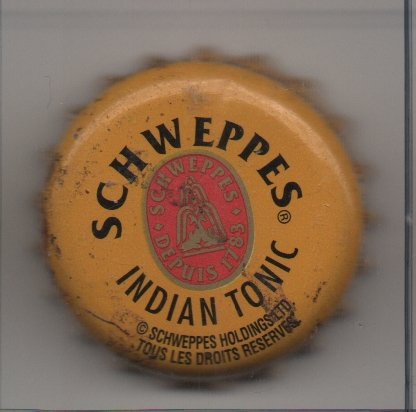 SCHWEPPES®
SCHWEPPES
DEPUIS 1783
INDIAN TONIC
© SCHWEPPES HOLDINGS LTD
TOUS LES DROITS RESERVES